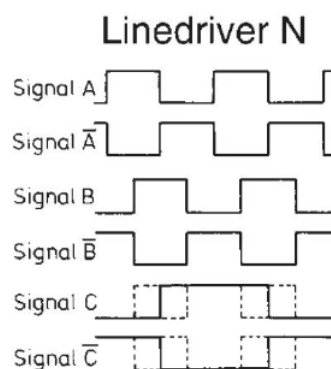 Linedriver N
Signal A
Signal A̅
Signal B
Signal B̅
Signal C
Signal C̅